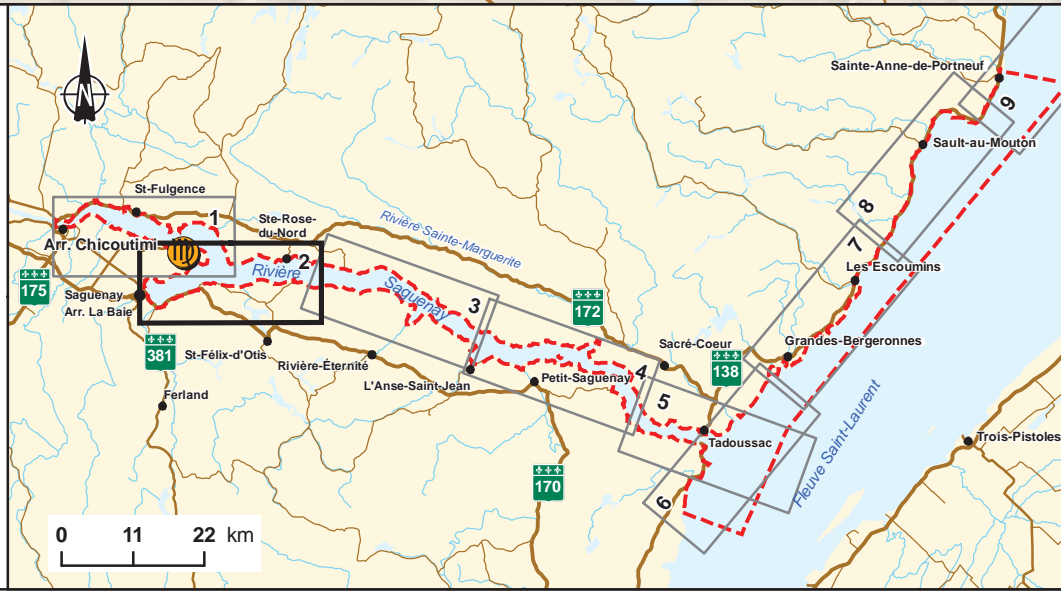 N
Sainte-Anne-de-Portneuf
9
Sault-au-Mouton
St-Fulgence
8
1
Ste-Rose-
du-Nord
Rivière Sainte-Marguerite
Arr. Chicoutimi
7
2
Rivière
Les Escoumins
175
Saguenay
Saguenay
Arr. La Baie
3
172
381
St-Félix-d'Otis
Sacré-Coeur
Grandes-Bergeronnes
138
Rivière-Éternité
L'Anse-Saint-Jean
Petit-Saguenay
4
Ferland
5
Fleuve Saint-Laurent
Tadoussac
Trois-Pistoles
170
6
0 11 22 km